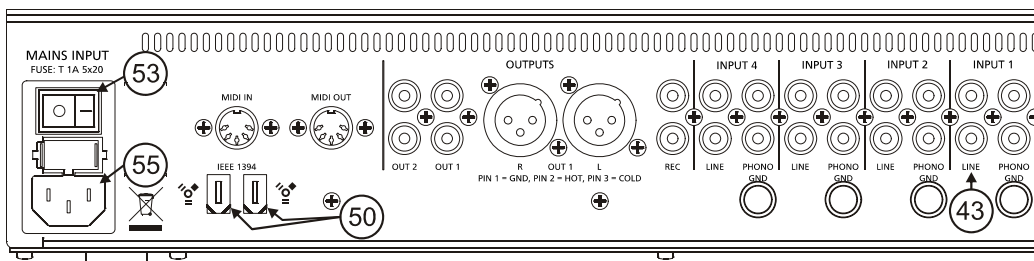 MAINS INPUT
FUSE: T 1A 5x20
53
55
MIDI IN
MIDI OUT
IEEE 1394
50
OUTPUTS
OUT 2
OUT 1
R
OUT 1
L
PIN 1 = GND, PIN 2 = HOT, PIN 3 = COLD
REC
INPUT 4
LINE
PHONO
GND
INPUT 3
LINE
PHONO
GND
INPUT 2
LINE
PHONO
GND
INPUT 1
LINE
PHONO
GND
43